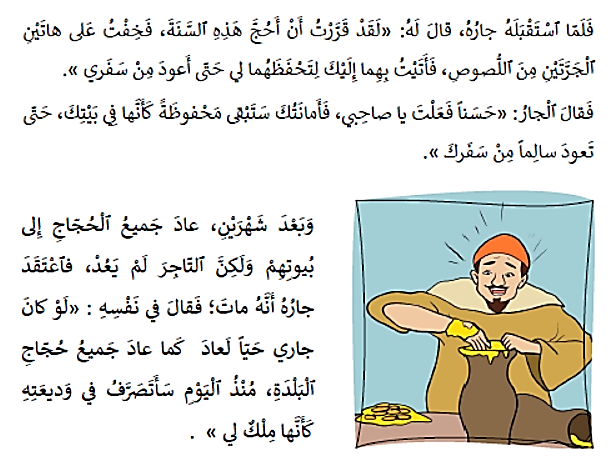 فَلَمّا ٱسْتَقْبَلَهُ جارُهُ، قالَ لَهُ: «لَقَدْ قَرَّرْتُ أَنْ أَحُجَّ هَذِهِ ٱلسَّنَةَ، فَخِفْتُ عَلى هاتَيْنِ
ٱلْجَرَّتَيْنِ مِنَ ٱللُّصوصِ، فَأَتَيْتُ بِهِما إِلَيْكَ لِتَحْفَظَهُما لي حَتّى أَعودَ مِنْ سَفَري ».
فَقالَ ٱلْجارُ: «حَسَناً فَعَلْتَ يا صاحِبي، فَأَمانَتُكَ سَتَبْقى مَحْفوظَةً كَأَنَّها فِي بَيْتِكَ، حَتّى
تَعودَ سالِماً مِنْ سَفَرِكَ ».
وَبَعْدَ شَهْرَيْنِ، عادَ جَميعُ ٱلْحُجّاجِ إِلى
بُيوتِهِمْ وَلَكِنَّ ٱلتّاجِرَ لَمْ يَعُدْ، فَٱعْتَقَدَ
جارُهُ أَنَّهُ ماتَ؛ فَقالَ في نَفْسِهِ : «لَوْ كانَ
جاري حَيّاً لَعادَ كَما عادَ جَميعُ حُجّاجِ
ٱلْبَلْدَةِ، مُنْذُ ٱلْيَوْمِ سَأَتَصَرَّفُ في وَديعَتِهِ
كَأَنَّها مِلْكٌ لي » .